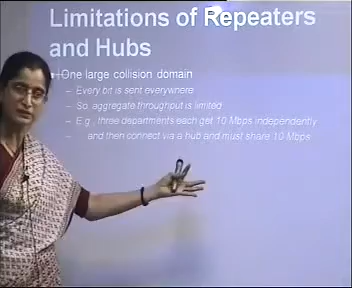 Limitations of Repeaters
and Hubs
One large collision domain
– Every bit is sent everywhere
– So, aggregate throughput is limited
– E.g., three departments each get 10 Mbps independently
– and then connect via a hub and must share 10 Mbps